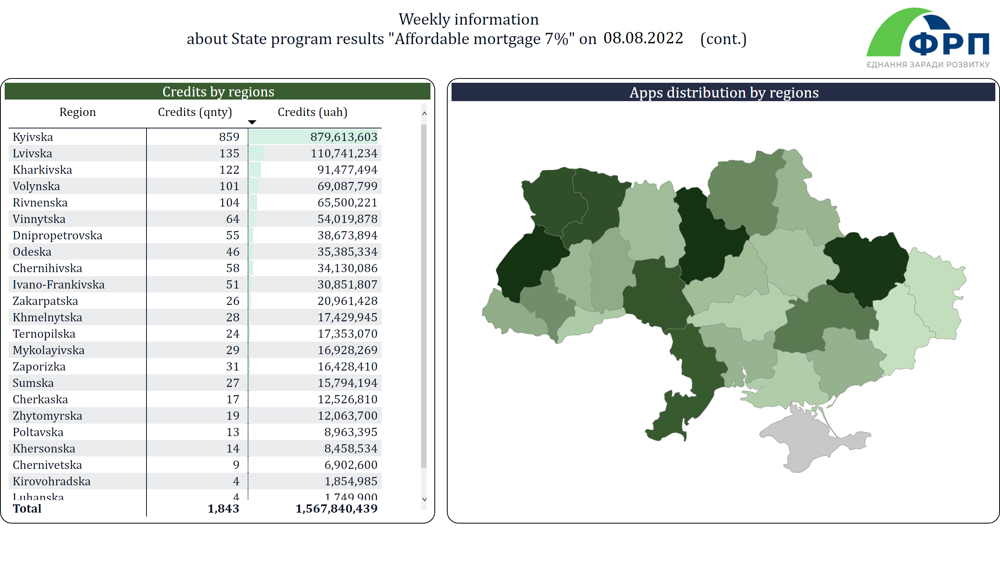 Weekly information
about State program results "Affordable mortgage 7%" on 08.08.2022 (cont.)
ФРП
ЄДНАННЯ ЗАРАДИ РОЗВИТКУ
Credits by regions
Region Credits (qnty) Credits (uah)
Kyivska 859 879,613,603
Lvivska 135 110,741,234
Kharkivska 122 91,477,494
Volynska 101 69,087,799
Rivnenska 104 65,500,221
Vinnytska 64 54,019,878
Dnipropetrovska 55 38,673,894
Odeska 46 35,385,334
Chernihivska 58 34,130,086
Ivano-Frankivska 51 30,851,807
Zakarpatska 26 20,961,428
Khmelnytska 28 17,429,945
Ternopilska 24 17,353,070
Mykolayivska 29 16,928,269
Zaporizka 31 16,428,410
Sumska 27 15,794,194
Cherkaska 17 12,526,810
Zhytomyrska 19 12,063,700
Poltavska 13 8,963,395
Khersonska 14 8,458,534
Chernivetska 9 6,902,600
Kirovohradska 4 1,854,985
Luhanska 4 1,749,900
Total 1,843 1,567,840,439
Apps distribution by regions